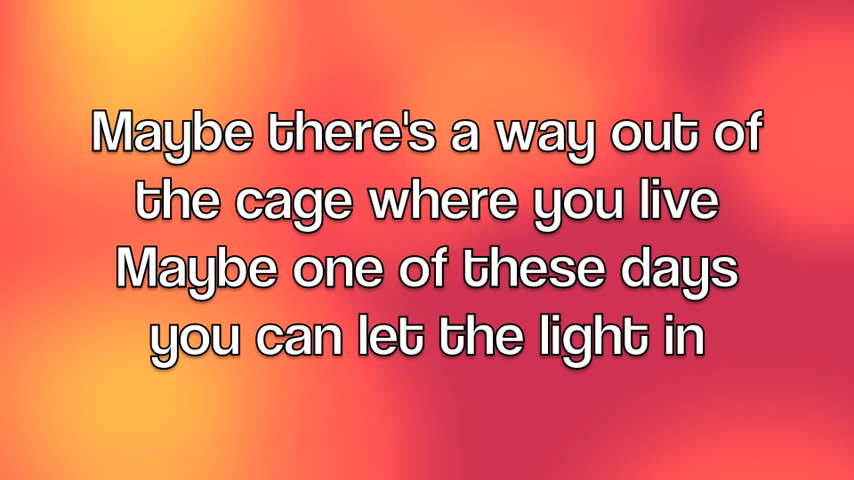 Maybe there's a way out of
the cage where you live
Maybe one of these days
you can let the light in